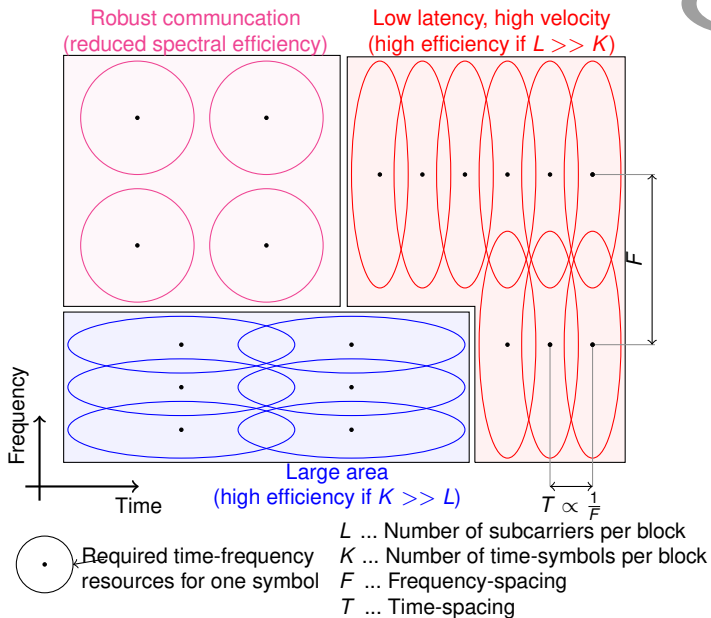 Robust communcation
(reduced spectral efficiency)
Low latency, high velocity
(high efficiency if L >> K)
F
Frequency
Time
Large area
(high efficiency if K >> L)
T ∝ 1/F
Required time-frequency
resources for one symbol
L ... Number of subcarriers per block
K ... Number of time-symbols per block
F ... Frequency-spacing
T ... Time-spacing